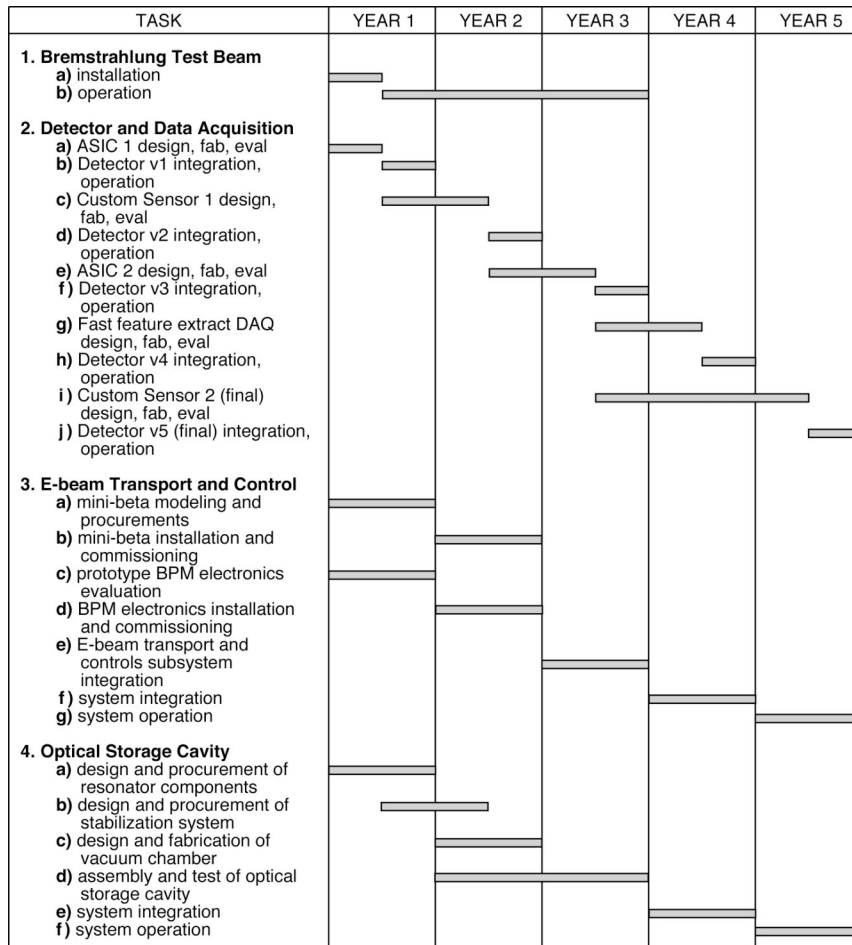 TASK YEAR 1 YEAR 2 YEAR 3 YEAR 4 YEAR 5
1. Bremstrahlung Test Beam
a) installation
b) operation
2. Detector and Data Acquisition
a) ASIC 1 design, fab, eval
b) Detector v1 integration,
operation
c) Custom Sensor 1 design,
fab, eval
d) Detector v2 integration,
operation
e) ASIC 2 design, fab, eval
f) Detector v3 integration,
operation
g) Fast feature extract DAQ
design, fab, eval
h) Detector v4 integration,
operation
i) Custom Sensor 2 (final)
design, fab, eval
j) Detector v5 (final) integration,
operation
3. E-beam Transport and Control
a) mini-beta modeling and
procurements
b) mini-beta installation and
commissioning
c) prototype BPM electronics
evaluation
d) BPM electronics installation
and commissioning
e) E-beam transport and
controls subsystem
integration
f) system integration
g) system operation
4. Optical Storage Cavity
a) design and procurement of
resonator components
b) design and procurement of
stabilization system
c) design and fabrication of
vacuum chamber
d) assembly and test of optical
storage cavity
e) system integration
f) system operation